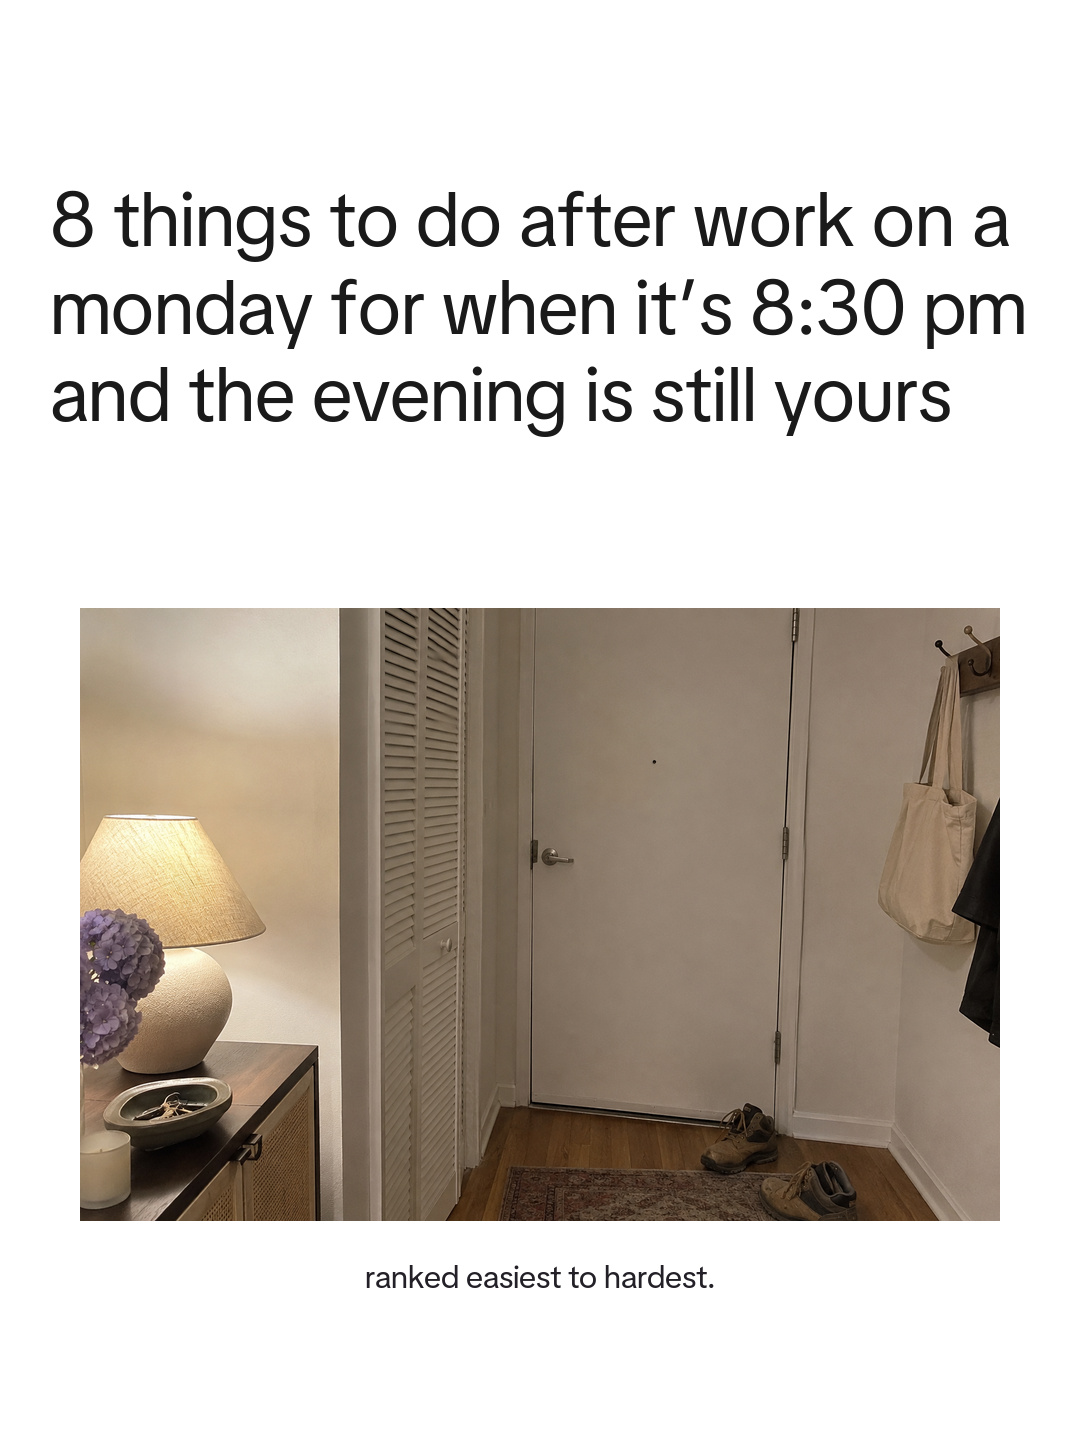 8 things to do after work on a
monday for when it’s 8:30 pm
and the evening is still yours
ranked easiest to hardest.